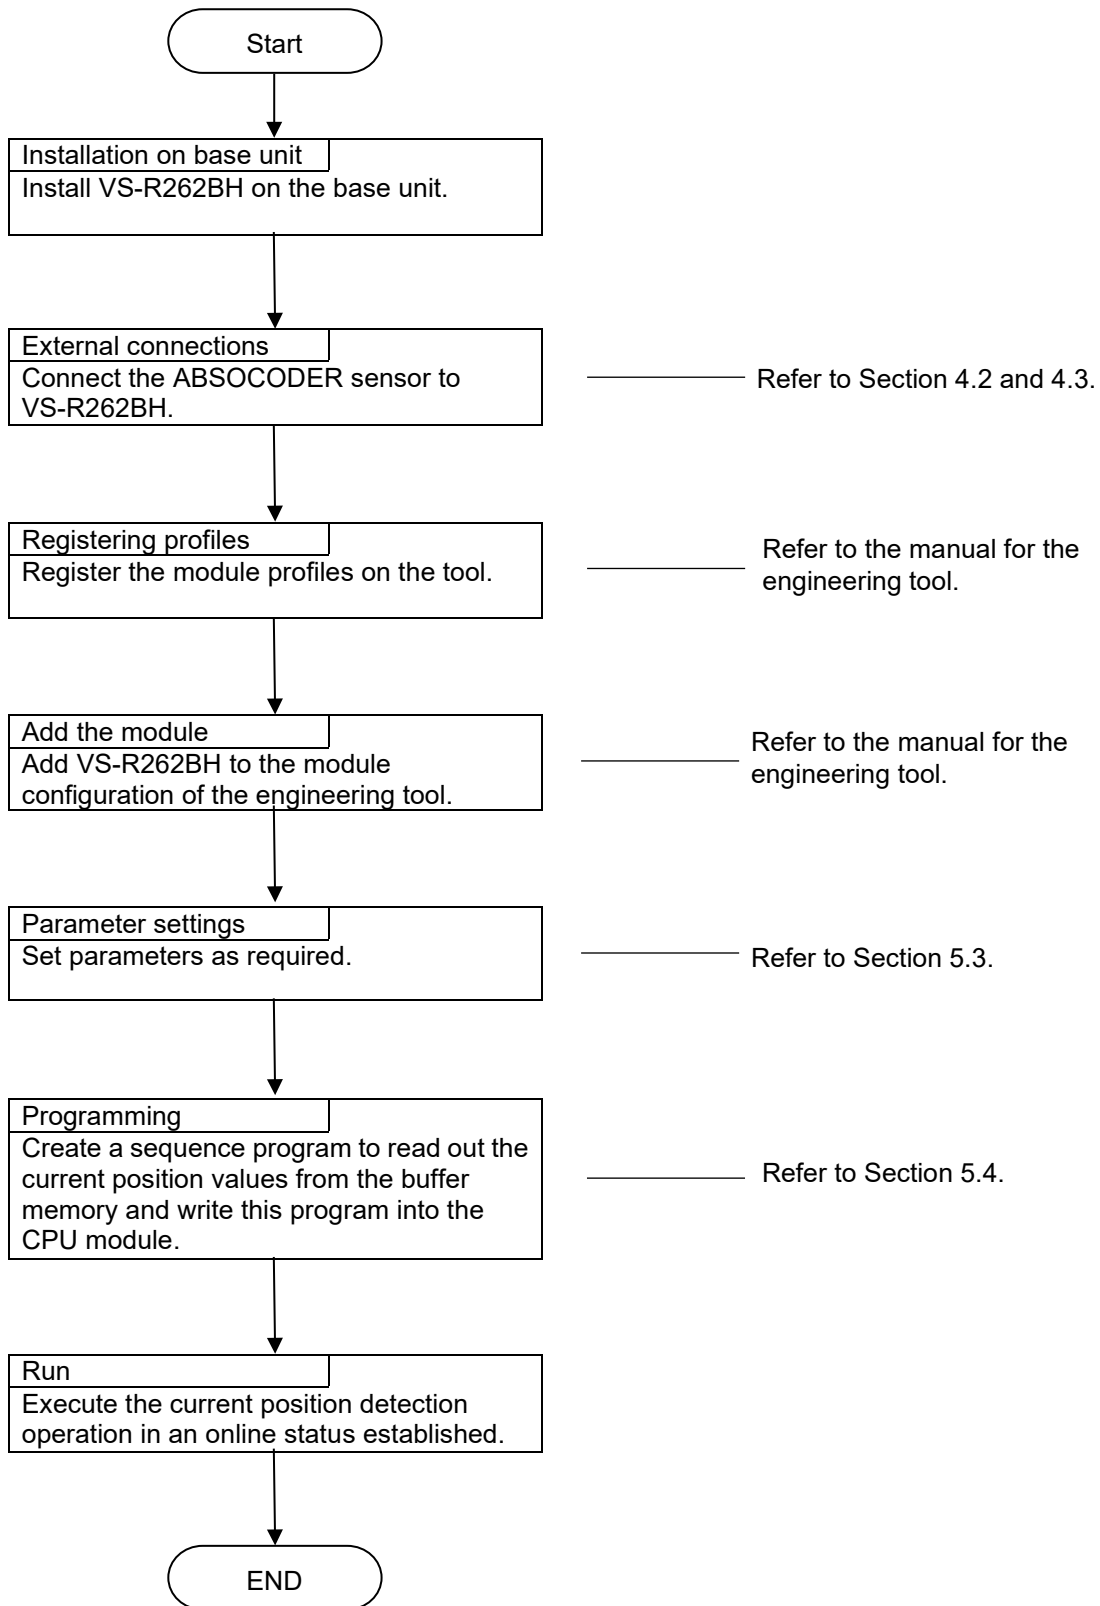 Start
Installation on base unit
Install VS-R262BH on the base unit.
External connections
Connect the ABSOCODER sensor to
VS-R262BH.
Refer to Section 4.2 and 4.3.
Registering profiles
Register the module profiles on the tool.
Refer to the manual for the
engineering tool.
Add the module
Add VS-R262BH to the module
configuration of the engineering tool.
Refer to the manual for the
engineering tool.
Parameter settings
Set parameters as required.
Refer to Section 5.3.
Programming
Create a sequence program to read out the
current position values from the buffer
memory and write this program into the
CPU module.
Refer to Section 5.4.
Run
Execute the current position detection
operation in an online status established.
END